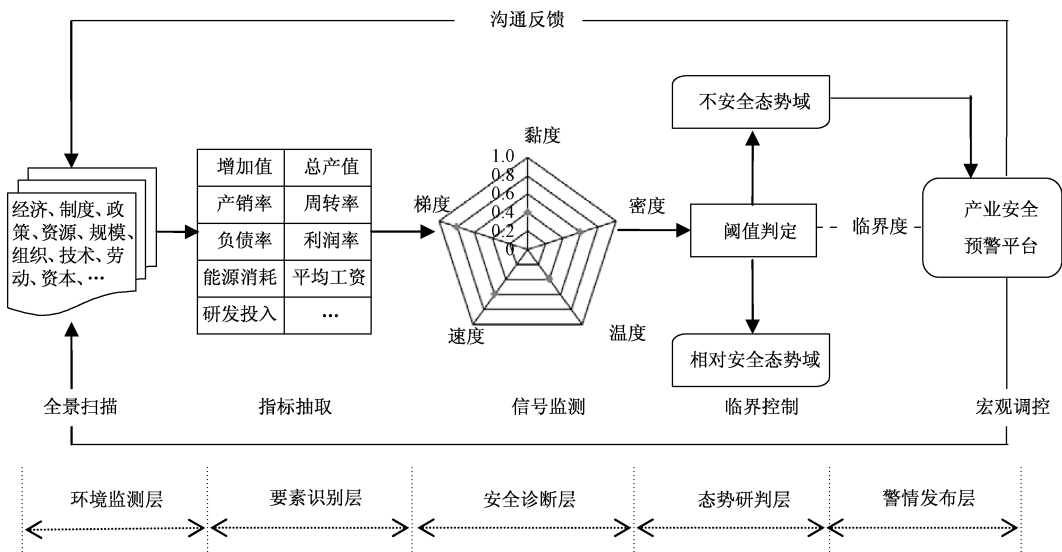 沟通反馈
经济、制度、政
策、资源、规模、
组织、技术、劳
动、资本、…
增加值 总产值
产销率 周转率
负债率 利润率
能源消耗 平均工资
研发投入 …
黏度
1.0
0.8
0.6
0.4
0.2
0
梯度
密度
速度
温度
不安全态势域
阈值判定
临界度
相对安全态势域
产业安全
预警平台
全景扫描 指标抽取 信号监测 临界控制 宏观调控
环境监测层 要素识别层 安全诊断层 态势研判层 警情发布层